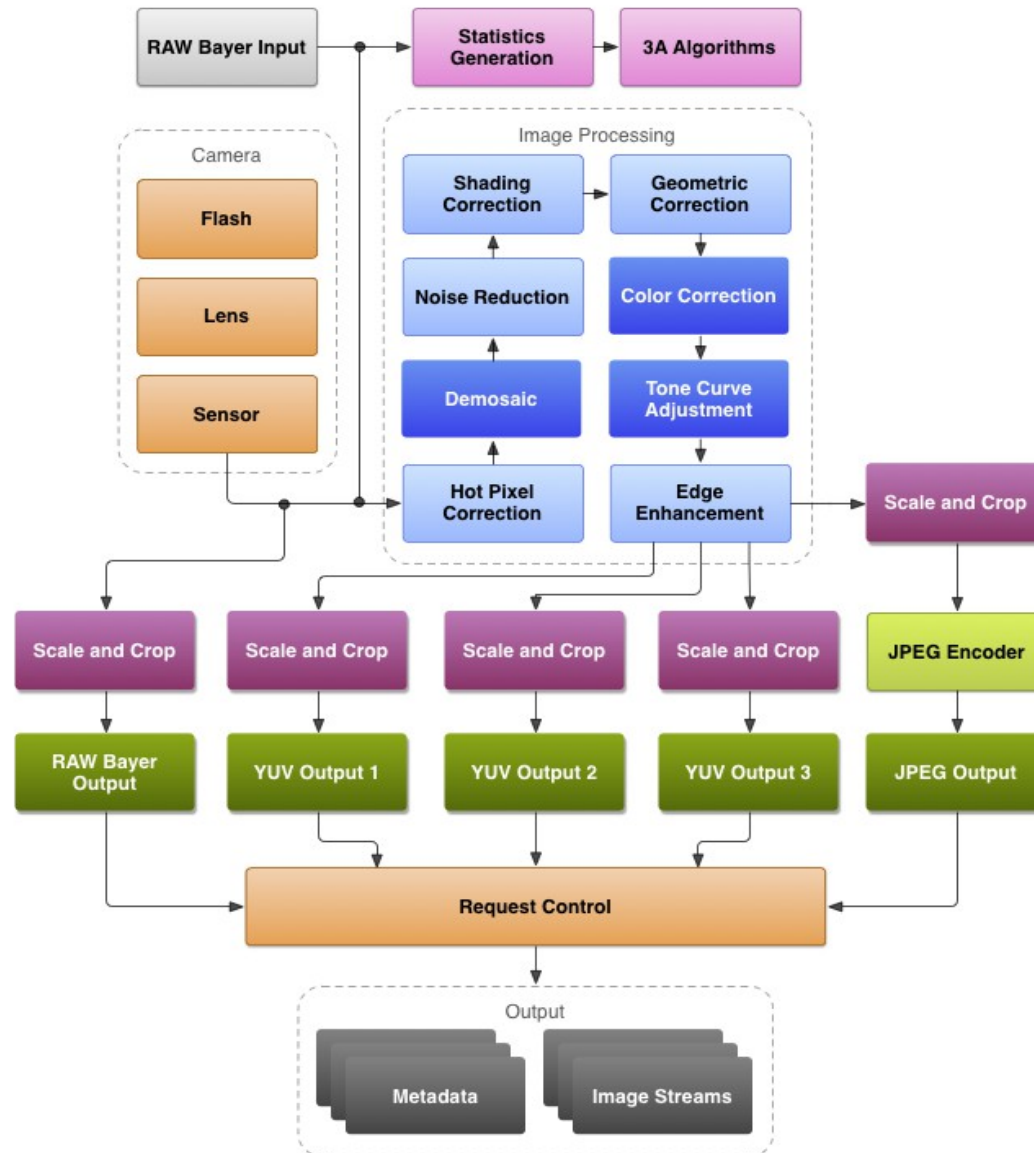 RAW Bayer Input
Statistics
Generation
3A Algorithms
Camera
Flash
Lens
Sensor
Image Processing
Shading
Correction
Geometric
Correction
Noise Reduction
Color Correction
Demosaic
Tone Curve
Adjustment
Hot Pixel
Correction
Edge
Enhancement
Scale and Crop
Scale and Crop
Scale and Crop
Scale and Crop
Scale and Crop
JPEG Encoder
RAW Bayer
Output
YUV Output 1
YUV Output 2
YUV Output 3
JPEG Output
Request Control
Output
Metadata
Image Streams